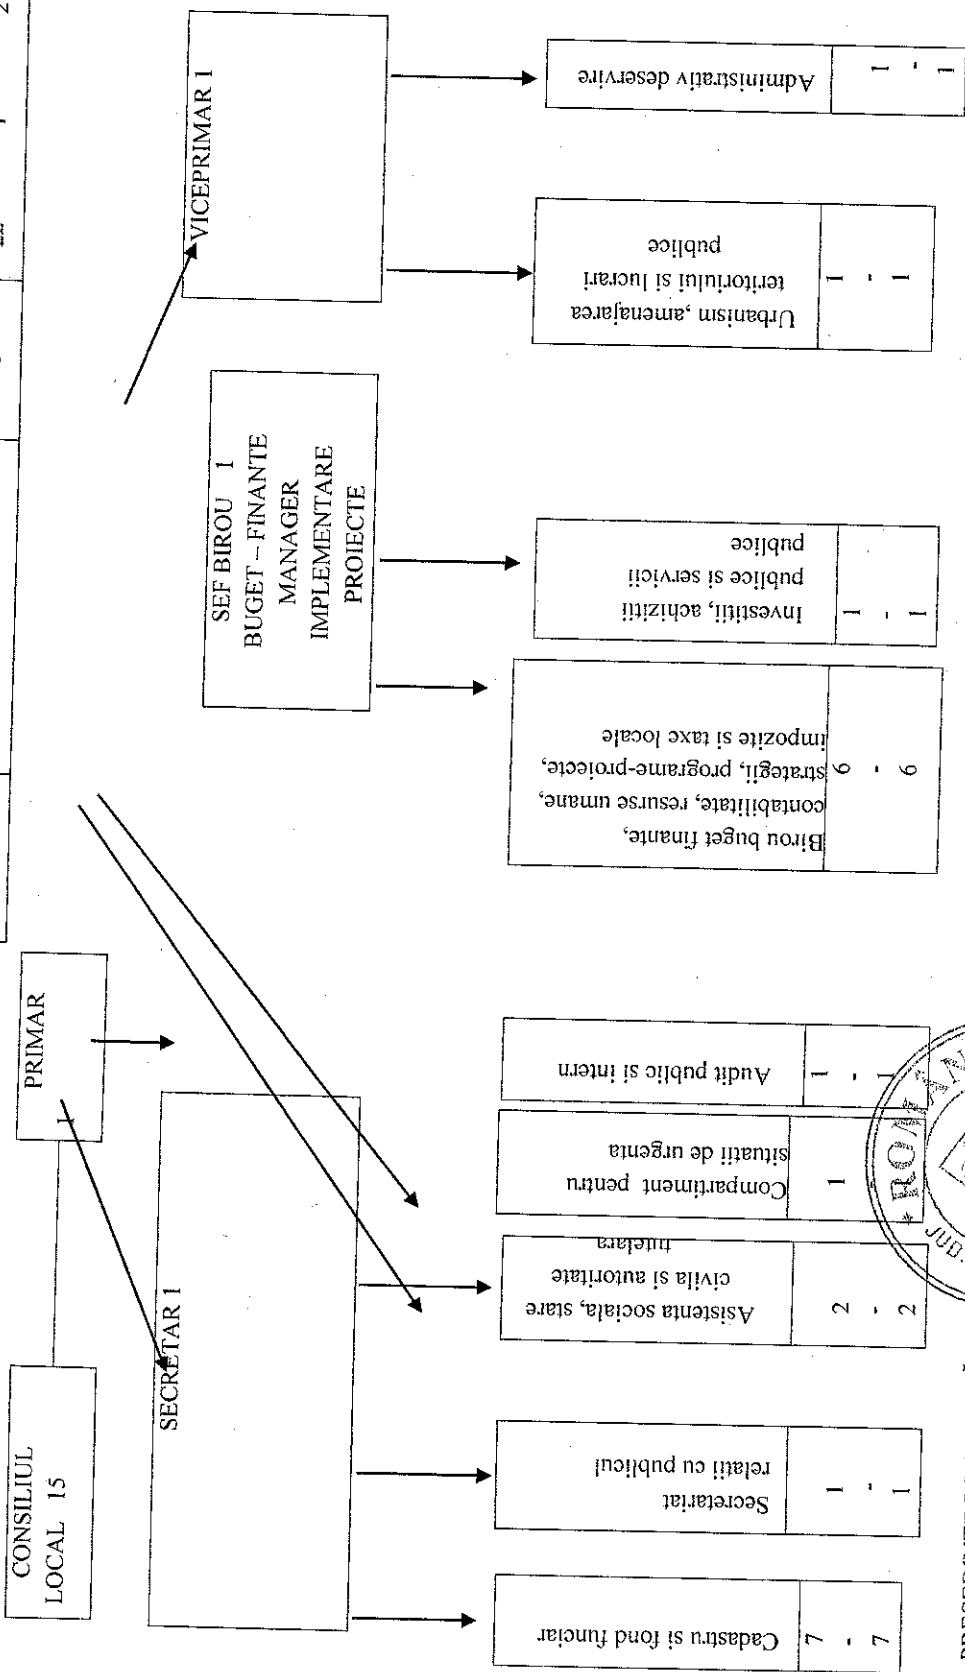 CONSILIUL
LOCAL 15
PRIMAR
1
SECRETAR 1
SEF BIROU 1
BUGET – FINANTE
MANAGER
IMPLEMENTARE
PROIECTE
VICEPRIMAR 1
Cadastru si fond funciar
7
-
7
Secretariat
relatii cu publicul
1
-
1
Asistenta sociala, stare
civila si autoritate
tutelara
2
-
2
Compartiment pentru
situatii de urgenta
1
Audit public si intern
1
-
1
Birou buget finante,
contabilitate, resurse umane,
strategii, programe-proiecte,
impozite si taxe locale
6
-
6
Investitii, achizitii
publice si servicii
publice
1
-
1
Urbanism, amenajarea
teritoriului si lucrari
publice
1
-
1
Administrativ deservire
1
-
1
2